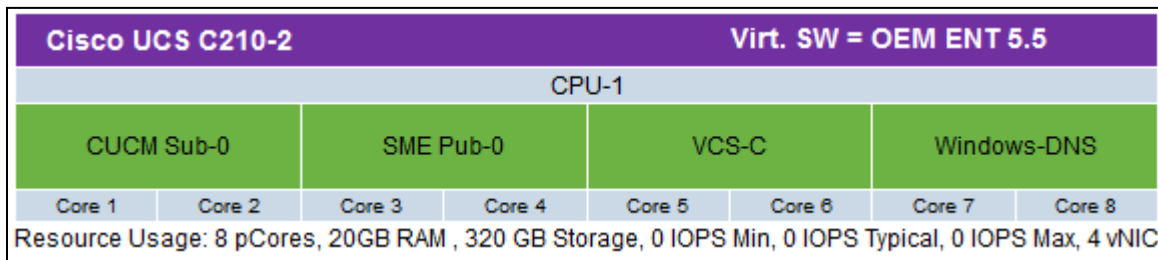 Cisco UCS C210-2 Virt. SW = OEM ENT 5.5
CPU-1
CUCM Sub-0 SME Pub-0 VCS-C Windows-DNS
Core 1 Core 2 Core 3 Core 4 Core 5 Core 6 Core 7 Core 8
Resource Usage: 8 pCores, 20GB RAM , 320 GB Storage, 0 IOPS Min, 0 IOPS Typical, 0 IOPS Max, 4 vNIC